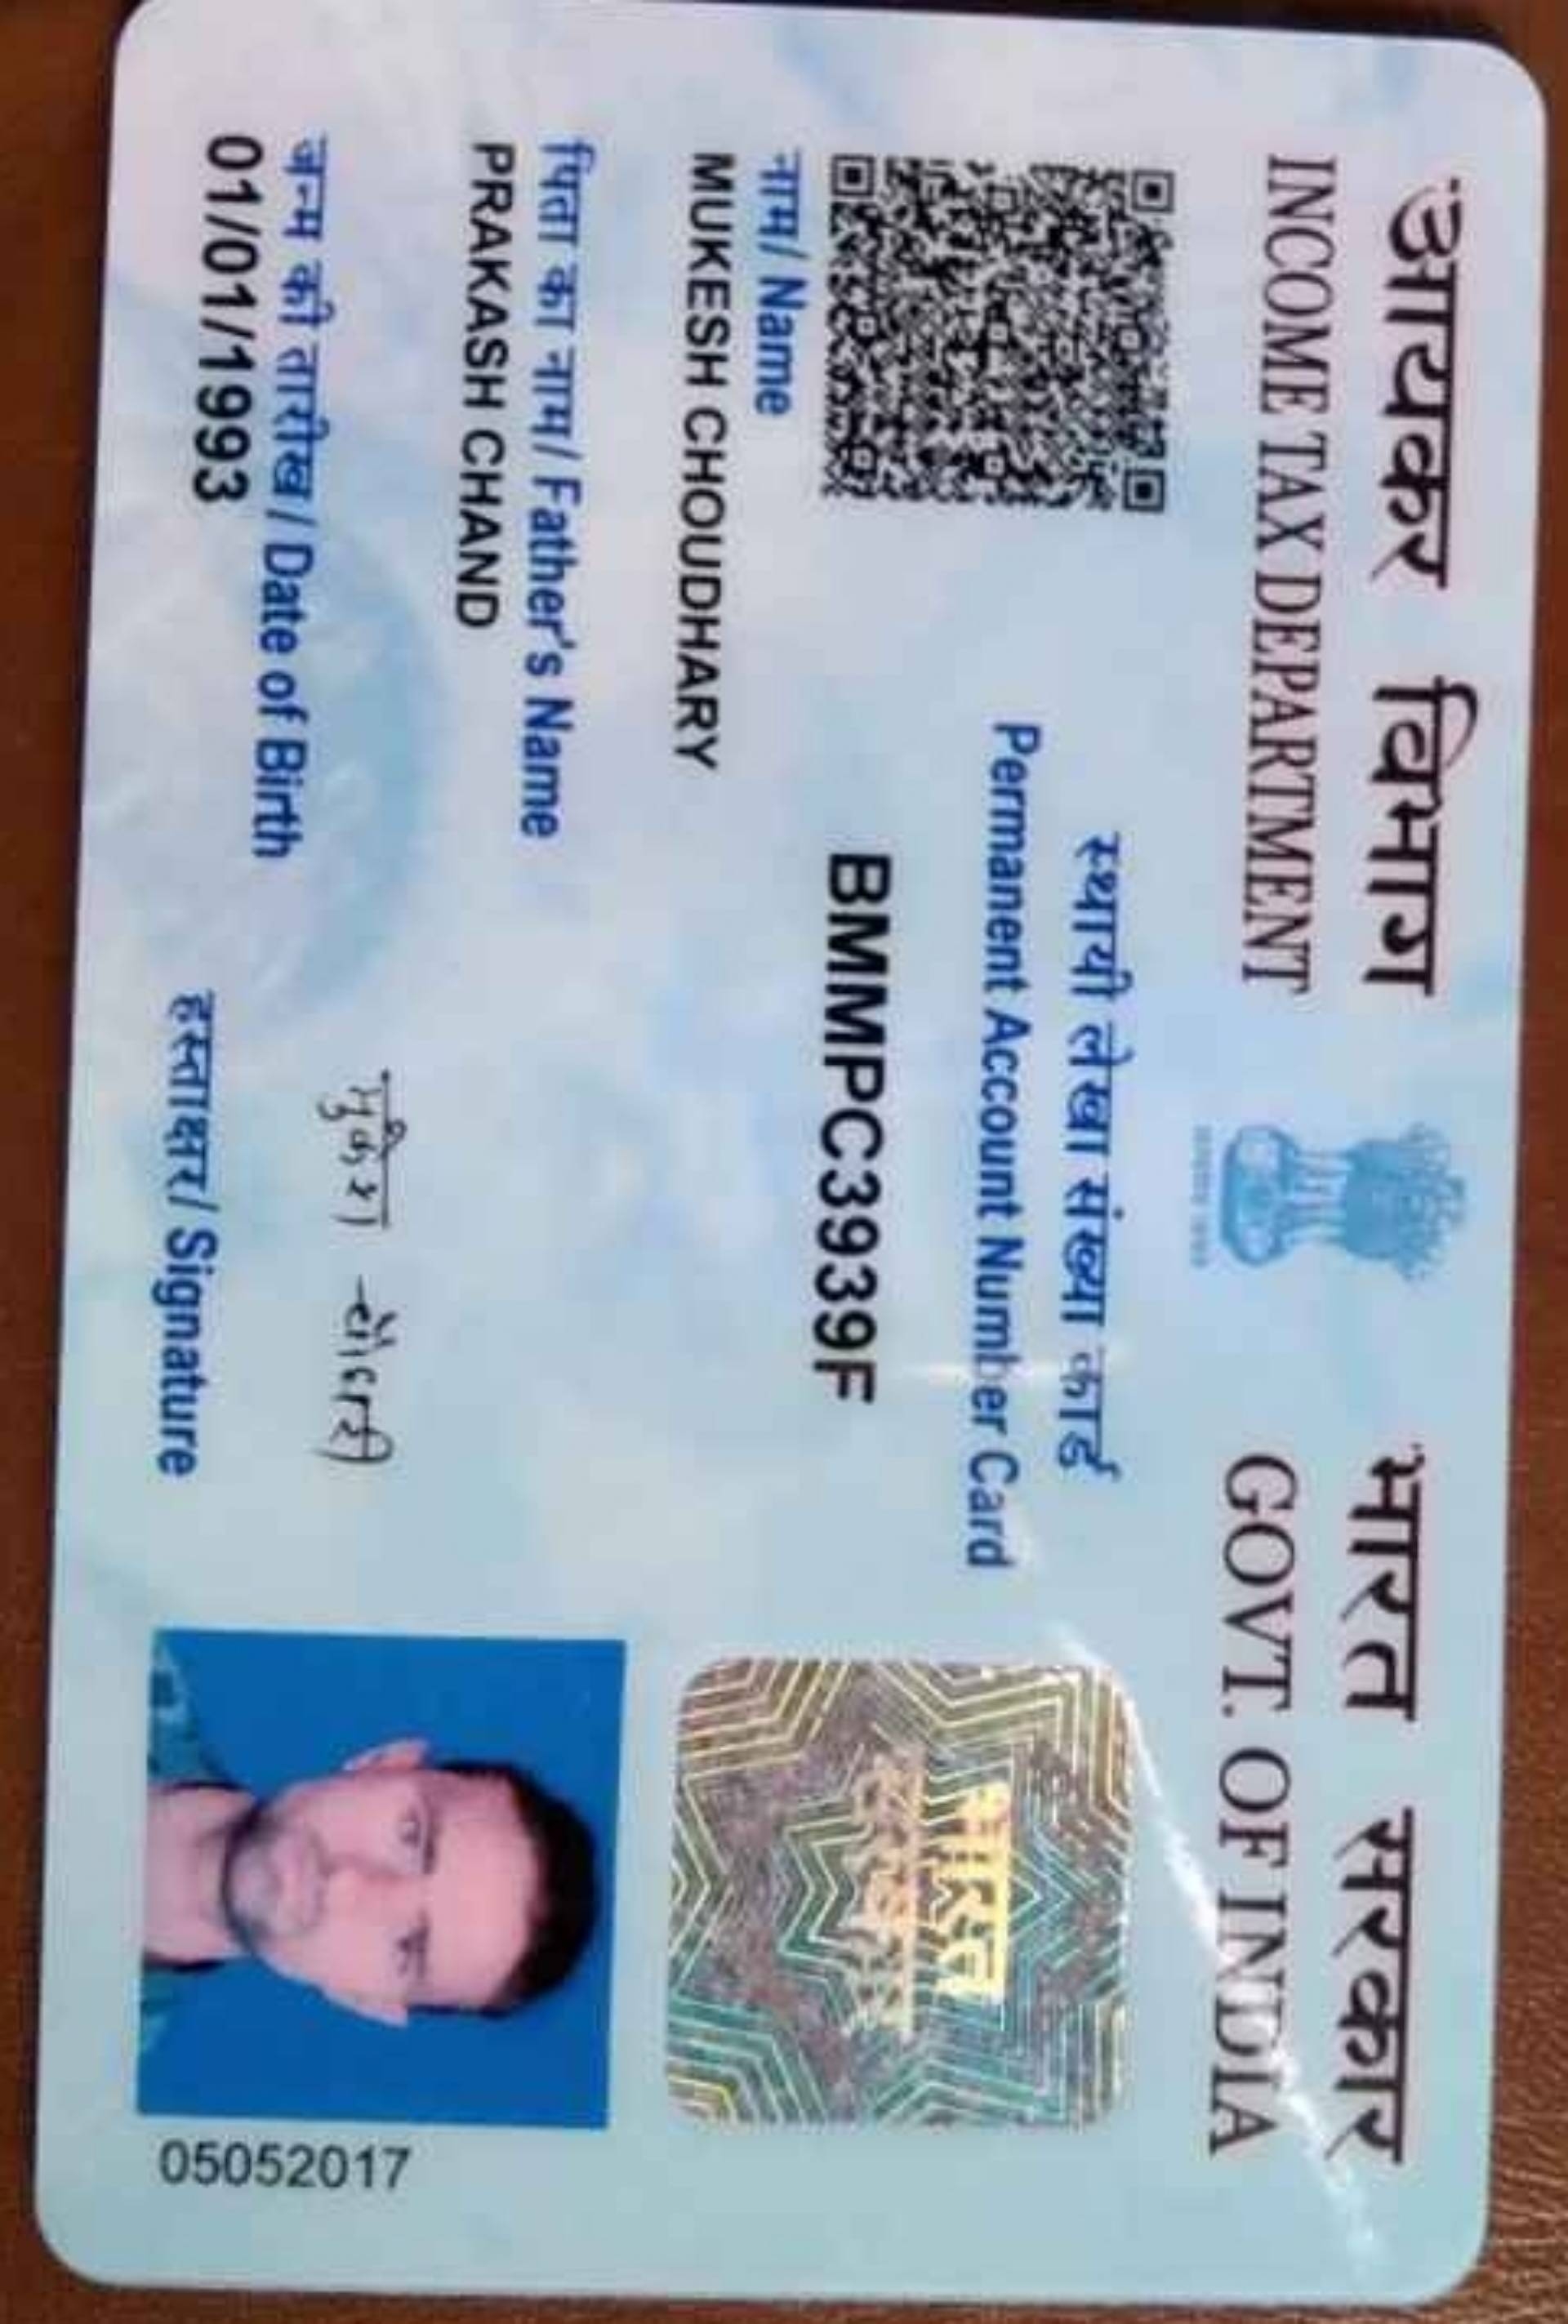 आयकर विभाग
INCOME TAX DEPARTMENT
भारत सरकार
GOVT. OF INDIA
स्थायी लेखा संख्या कार्ड
Permanent Account Number Card
BMMPC3939F
नाम/ Name
MUKESH CHOUDHARY
पिता का नाम/ Father's Name
PRAKASH CHAND
जन्म की तारीख/ Date of Birth
01/01/1993
मुकेश चौधरी
हस्ताक्षर/ Signature
भारत
05052017